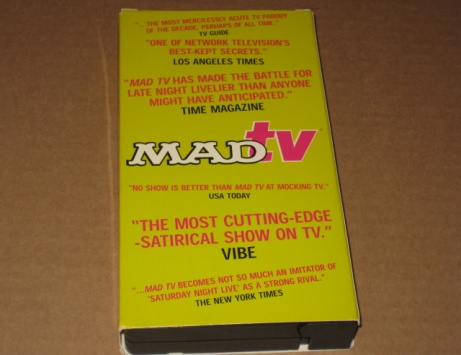 "...THE MOST MERCILESSLY ACUTE TV PARODY
OF THE DECADE, PERHAPS OF ALL TIME."
TV GUIDE
"ONE OF NETWORK TELEVISION'S
BEST-KEPT SECRETS."
LOS ANGELES TIMES
"MAD TV HAS MADE THE BATTLE FOR
LATE NIGHT LIVELIER THAN ANYONE
MIGHT HAVE ANTICIPATED."
TIME MAGAZINE
MAD tv
"NO SHOW IS BETTER THAN MAD TV AT MOCKING TV."
USA TODAY
"THE MOST CUTTING-EDGE
-SATIRICAL SHOW ON TV."
VIBE
"...MAD TV BECOMES NOT SO MUCH AN IMITATOR OF
'SATURDAY NIGHT LIVE' AS A STRONG RIVAL."
THE NEW YORK TIMES